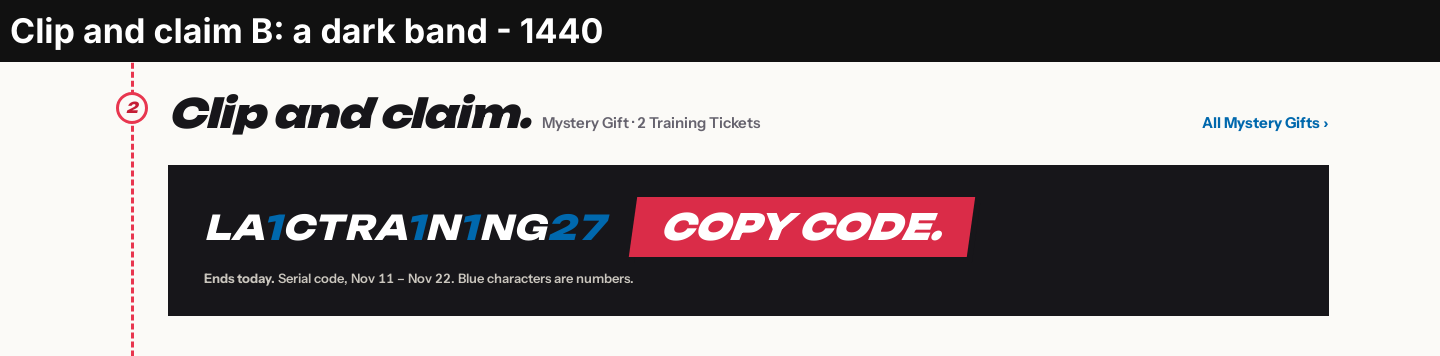 Clip and claim B: a dark band - 1440
2
Clip and claim. Mystery Gift · 2 Training Tickets
All Mystery Gifts ›
LA1CTRA1N1NG27
COPY CODE.
Ends today. Serial code, Nov 11 – Nov 22. Blue characters are numbers.